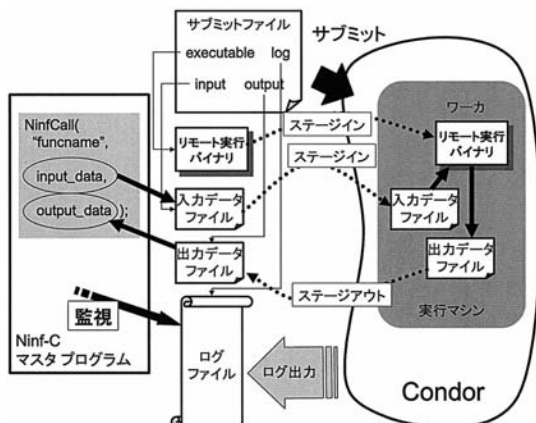 サブミットファイル
executable log
input output
サブミット
NinfCall(
"funcname",
input_data,
output_data );
リモート実行
バイナリ
入力データ
ファイル
出力データ
ファイル
ステージイン
ステージイン
ステージアウト
ワーカ
リモート実行
バイナリ
入力データ
ファイル
出力データ
ファイル
実行マシン
監視
Ninf-C
マスタ プログラム
ログ
ファイル
ログ出力
Condor